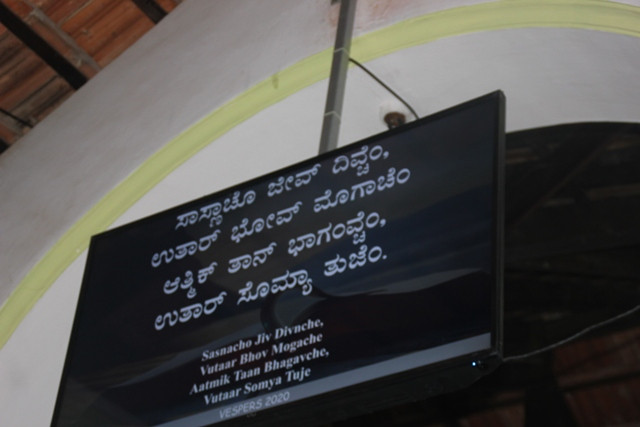 ಸಾಸ್ಣಾಚೊ ಜೀವ್ ದಿವ್ಚೆಂ,
ಉತಾರ್ ಭೋವ್ ಮೊಗಾಚೆಂ
ಆತ್ಮಿಕ್ ತಾನ್ ಭಾಗಂವ್ಚೆಂ,
ಉತಾರ್ ಸೊಮ್ಯಾ ತುಜೆಂ.
Sasnacho Jiv Divnche,
Vutaar Bhov Mogache
Aatmik Taan Bhagavche,
Vutaar Somya Tuje
VESPERS 2020